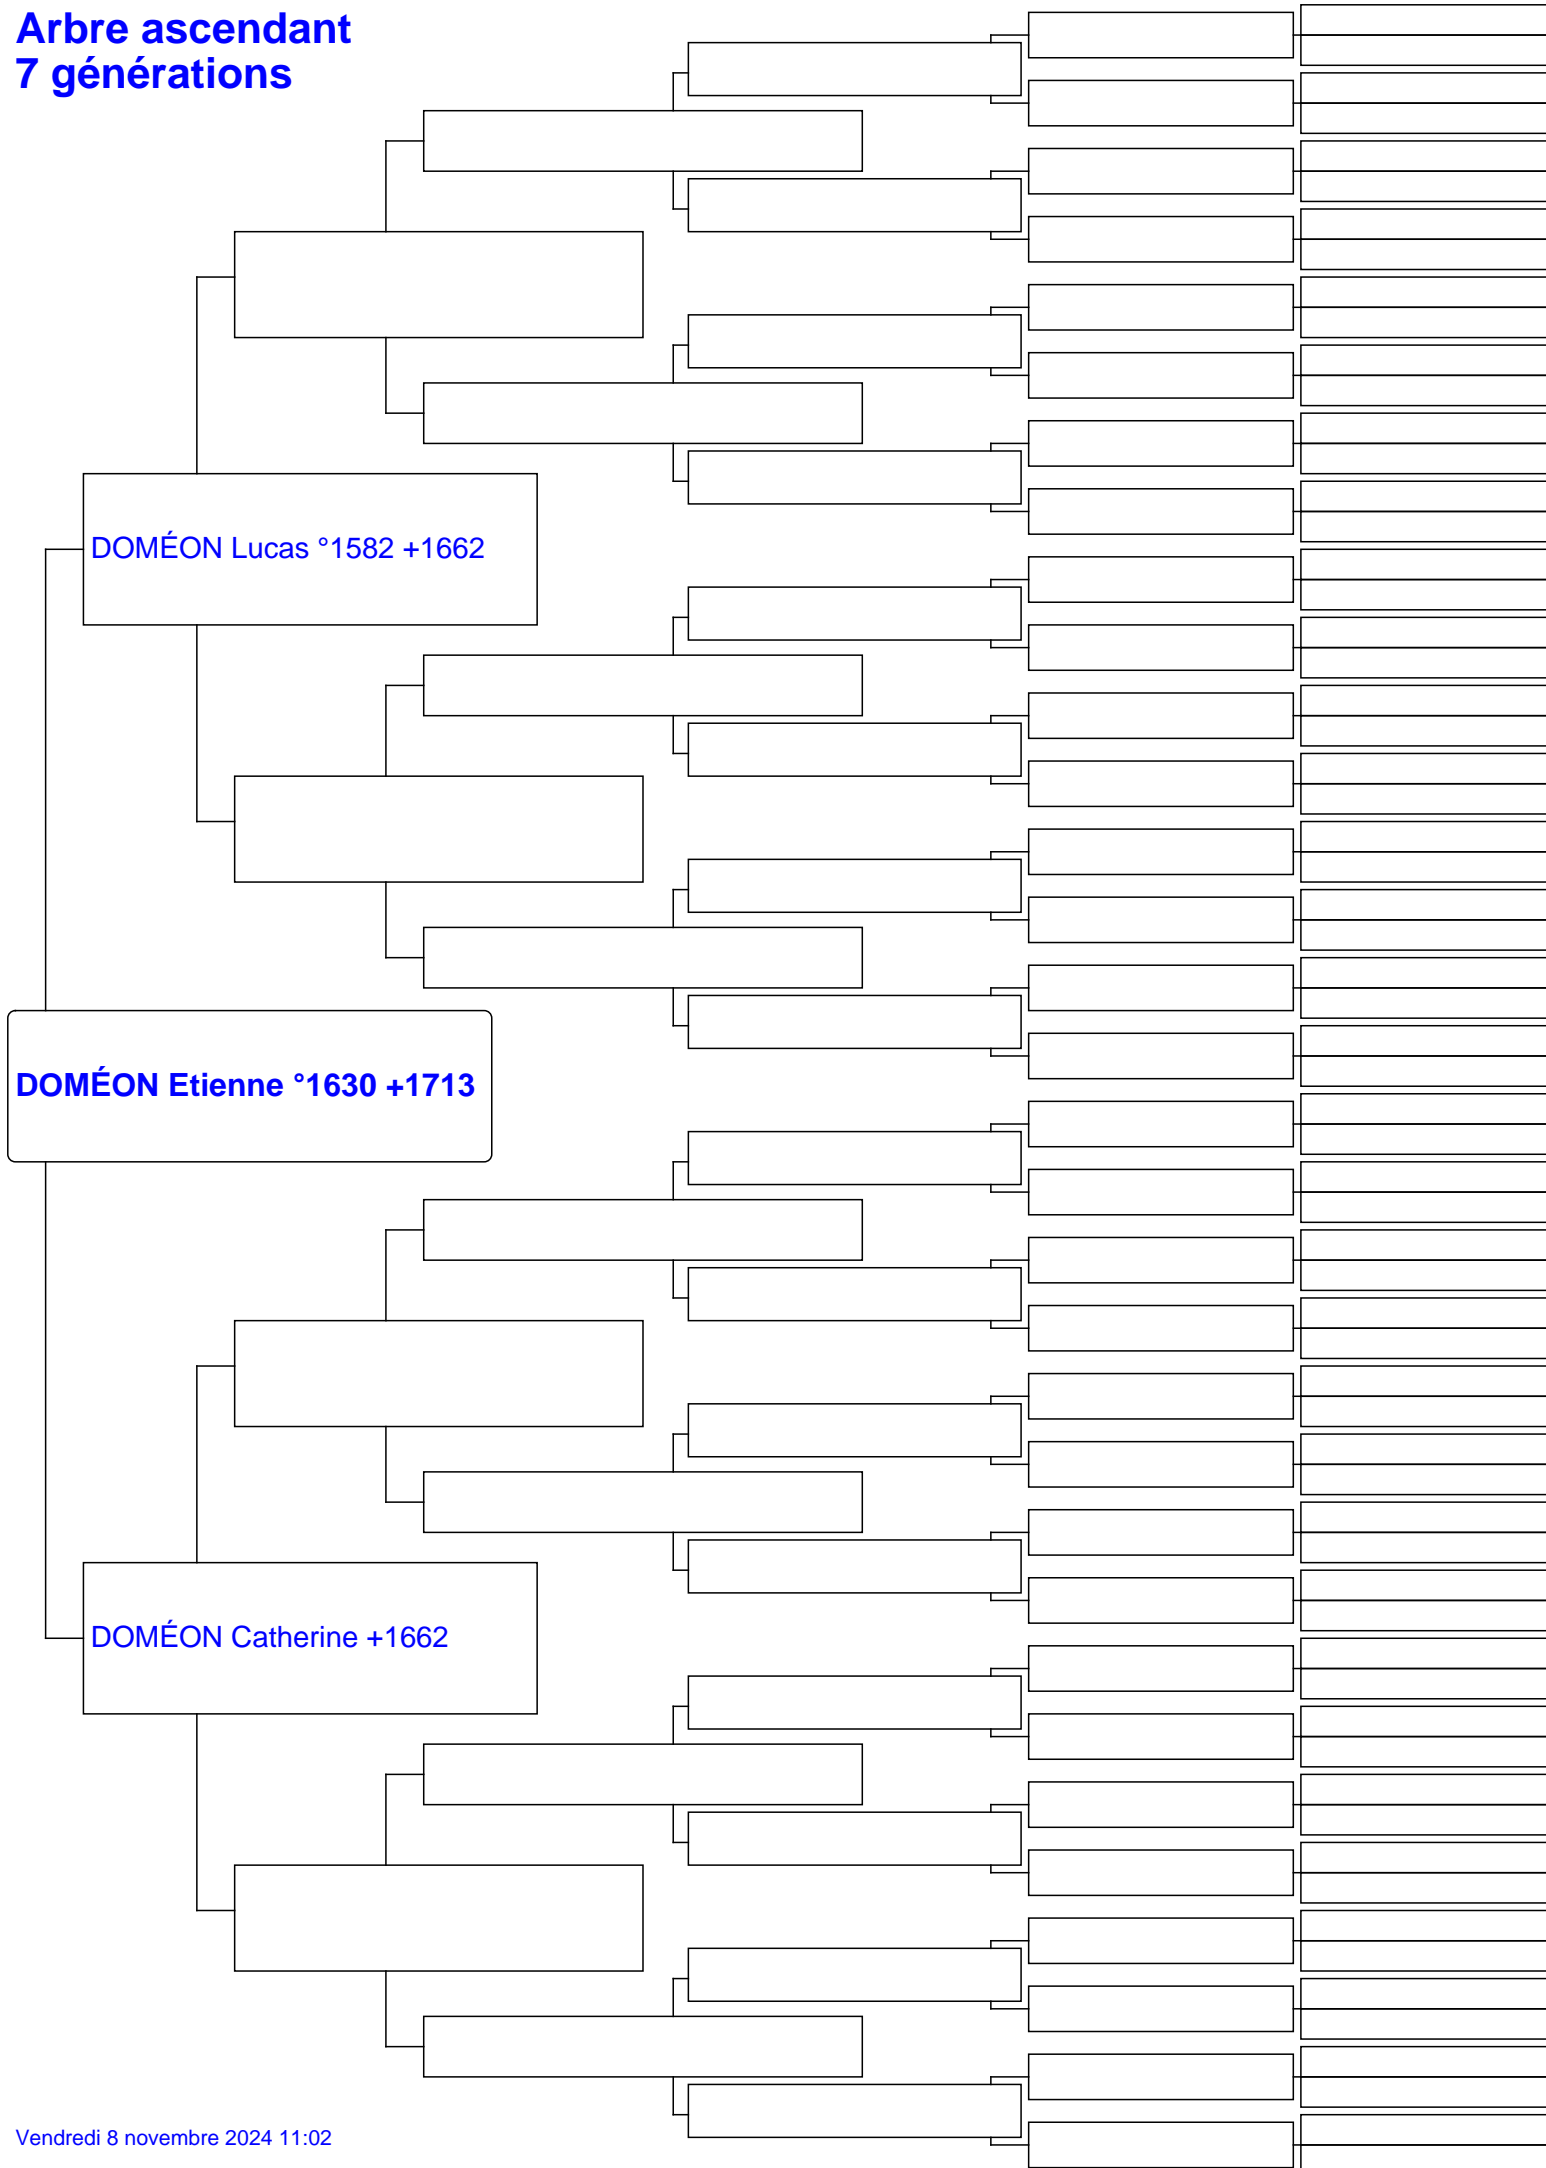 Arbre ascendant
7 générations
DOMÉON Lucas °1582 +1662
DOMÉON Etienne °1630 +1713
DOMÉON Catherine +1662
Vendredi 8 novembre 2024 11:02